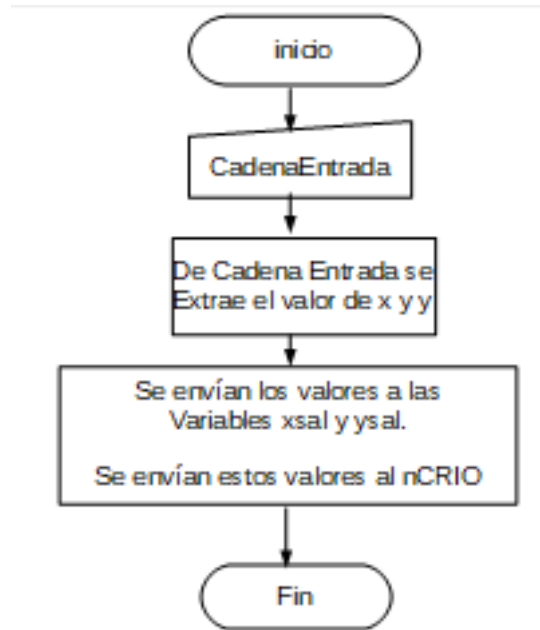 inicio
CadenaEntrada
De Cadena Entrada se
Extrae el valor de x y y
Se envían los valores a las
Variables xsal y ysal.
Se envían estos valores al nCRIO
Fin